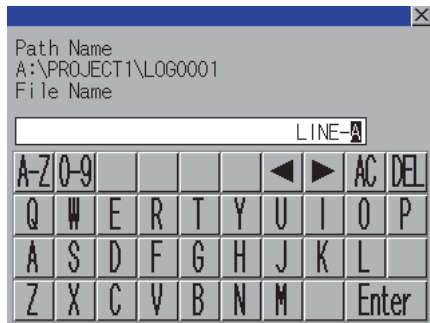 Path Name
A:\PROJECT1\LOG0001
File Name
LINE-A
A-Z 0-9 ◀ ▶ AC DEL
Q W E R T Y U I O P
A S D F G H J K L
Z X C V B N M Enter